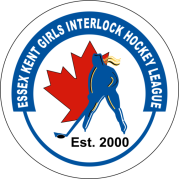 ESSEX KENT GIRLS INTERLOCK HOCKEY LEAGUE
Est. 2000